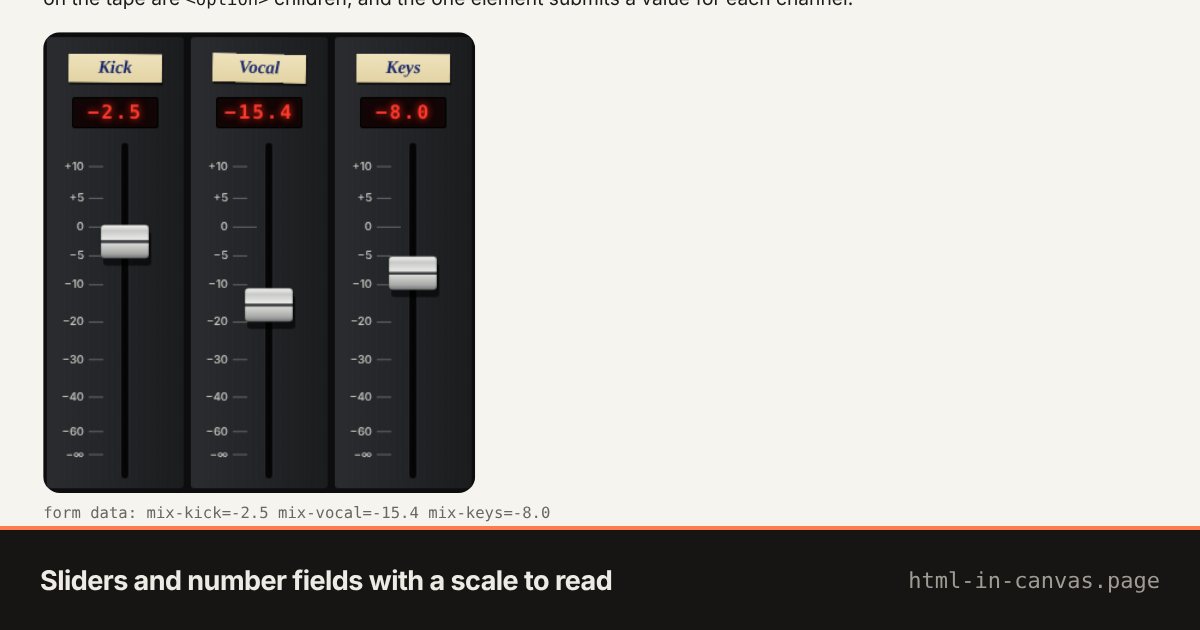 on the tape are <option> children, and the one element submits a value for each channel.
Kick Vocal Keys
−2.5 −15.4 −8.0
+10 +10 +10
+5 +5 +5
0 0 0
−5 −5 −5
−10 −10 −10
−20 −20 −20
−30 −30 −30
−40 −40 −40
−60 −60 −60
−∞ −∞ −∞
form data: mix-kick=-2.5 mix-vocal=-15.4 mix-keys=-8.0
Sliders and number fields with a scale to read
html-in-canvas.page